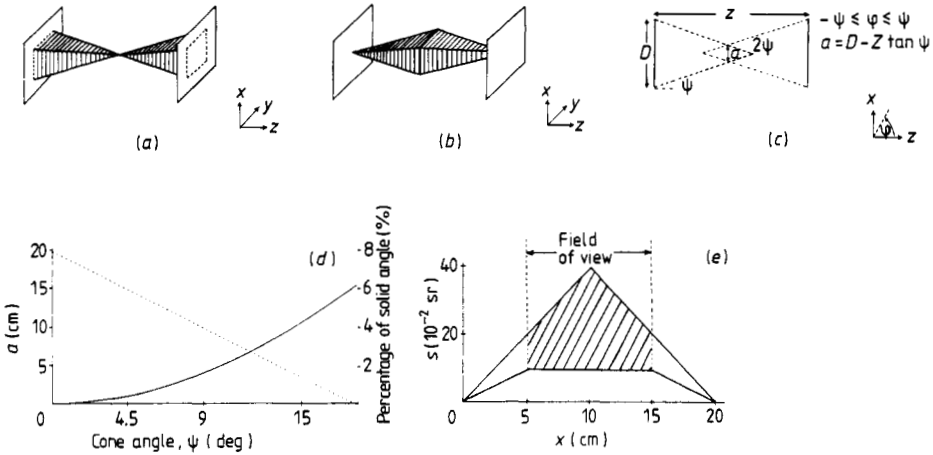 x
y
z
(a)
x
y
z
(b)
z
D
a
2ψ
ψ
-ψ ≤ φ ≤ ψ
a = D - Z tan ψ
x
φ
z
(c)
20
15
10
5
0
a (cm)
4.5
9
15
Cone angle, ψ (deg)
8
6
4
2
Percentage of solid angle (%)
(d)
Field
of view
(e)
40
20
s (10⁻² sr)
0
5
10
15
20
x (cm)